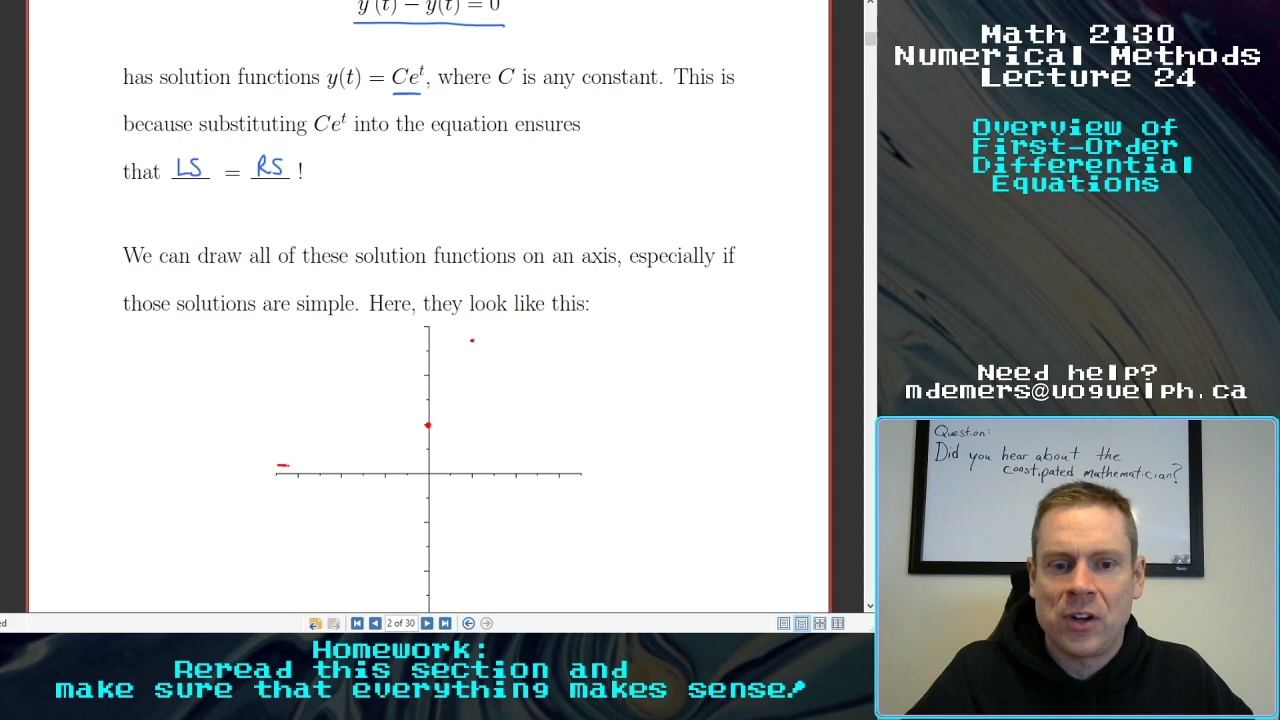 y′(t) − y(t) = 0
has solution functions y(t) = Ceᵗ, where C is any constant. This is
because substituting Ceᵗ into the equation ensures
that LS = RS !
We can draw all of these solution functions on an axis, especially if
those solutions are simple. Here, they look like this:
2 of 30
Math 2130
Numerical Methods
Lecture 24
Overview of
First-Order
Differential
Equations
Need help?
mdemers@uoguelph.ca
Question:
Did you hear about the
constipated mathematician?
Homework:
Reread this section and
make sure that everything makes sense!